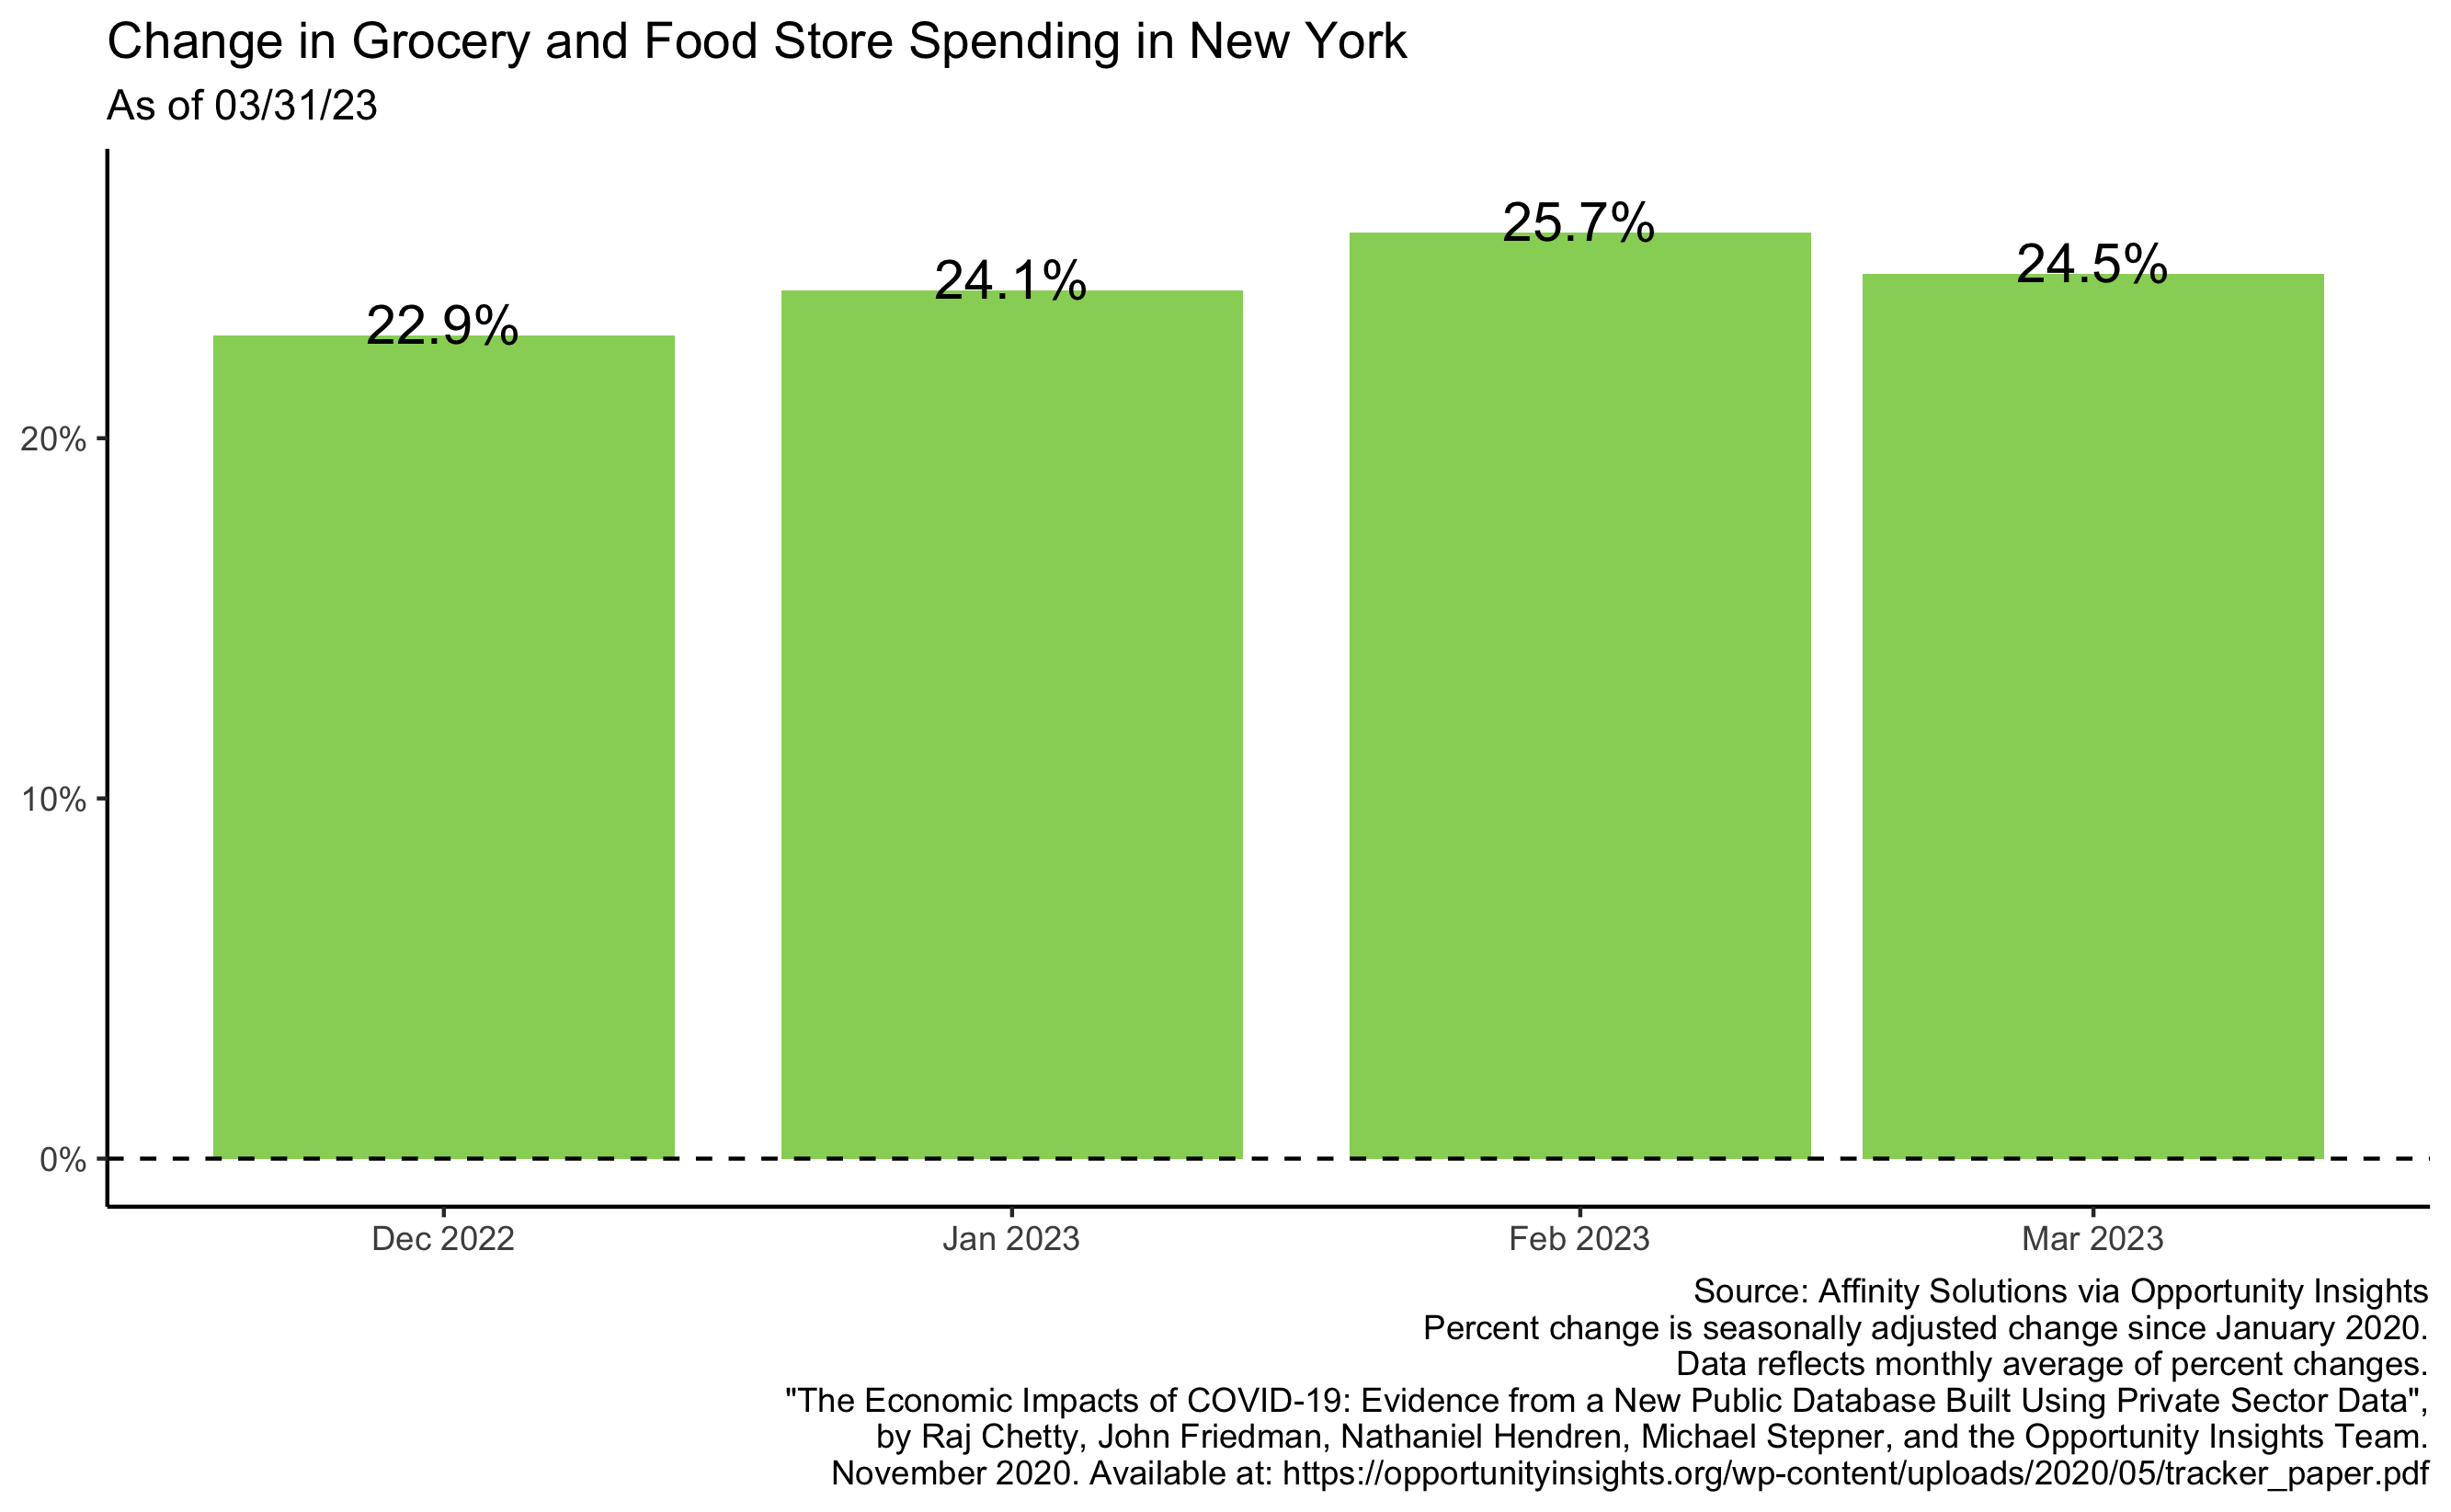 Change in Grocery and Food Store Spending in New York
As of 03/31/23
22.9%
24.1%
25.7%
24.5%
20%
10%
0%
Dec 2022
Jan 2023
Feb 2023
Mar 2023
Source: Affinity Solutions via Opportunity Insights
Percent change is seasonally adjusted change since January 2020.
Data reflects monthly average of percent changes.
"The Economic Impacts of COVID-19: Evidence from a New Public Database Built Using Private Sector Data",
by Raj Chetty, John Friedman, Nathaniel Hendren, Michael Stepner, and the Opportunity Insights Team.
November 2020. Available at: https://opportunityinsights.org/wp-content/uploads/2020/05/tracker_paper.pdf